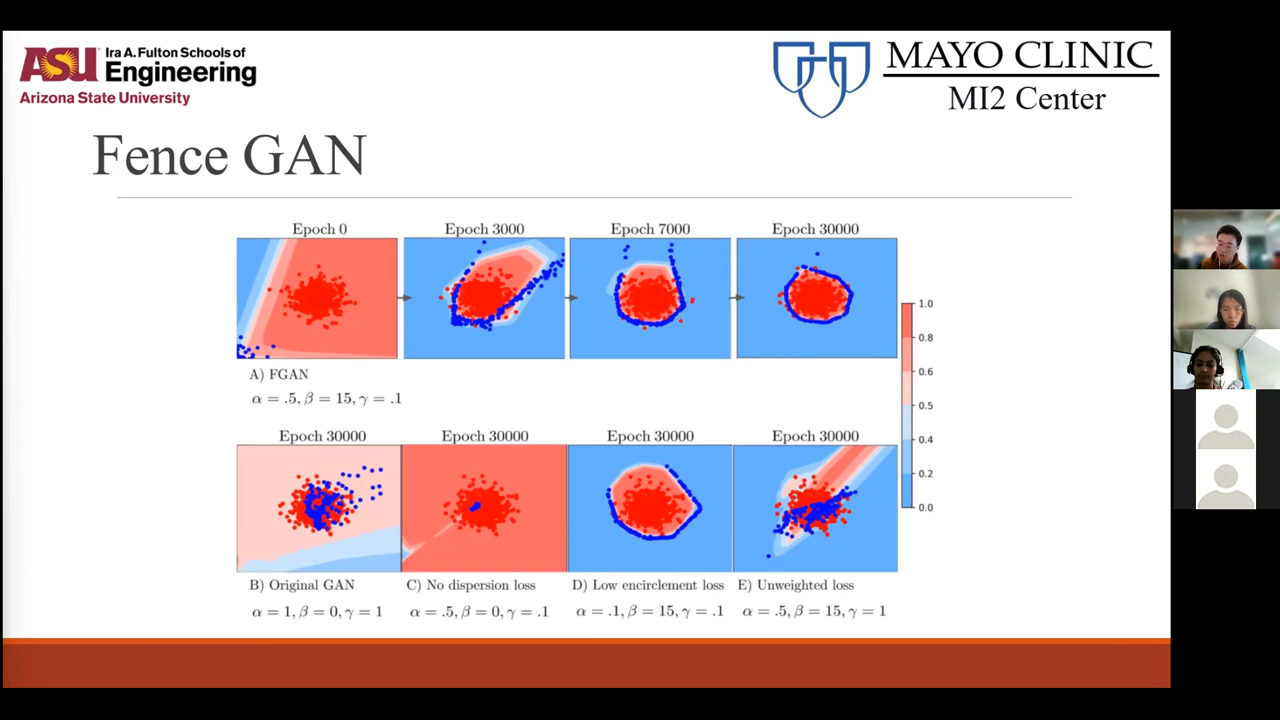 ASU Ira A. Fulton Schools of
Engineering
Arizona State University
MAYO CLINIC
MI2 Center
Fence GAN
Epoch 0
Epoch 3000
Epoch 7000
Epoch 30000
1.0
0.8
0.6
0.5
0.4
0.2
0.0
A) FGAN
α = .5, β = 15, γ = .1
Epoch 30000
Epoch 30000
Epoch 30000
Epoch 30000
B) Original GAN
C) No dispersion loss
D) Low encirclement loss
E) Unweighted loss
α = 1, β = 0, γ = 1
α = .5, β = 0, γ = .1
α = .1, β = 15, γ = .1
α = .5, β = 15, γ = 1